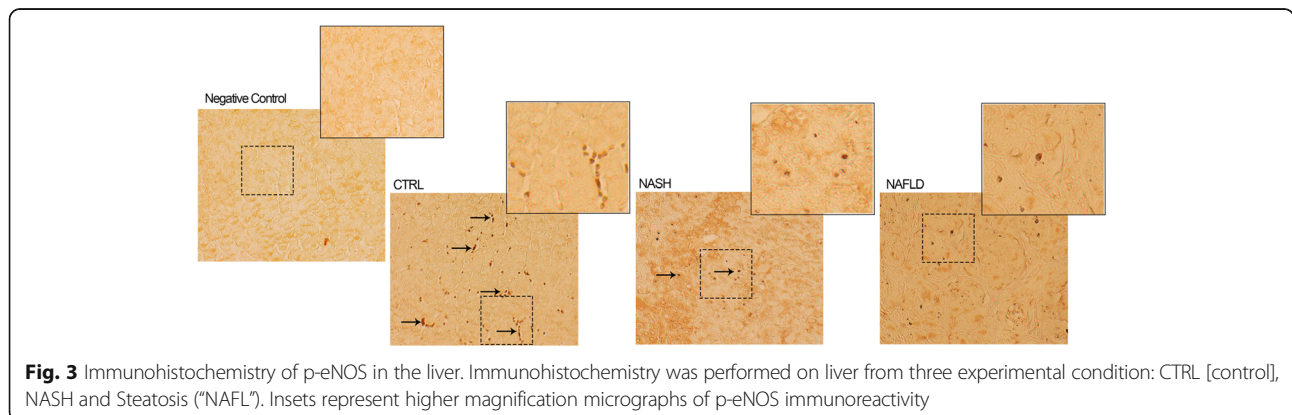 Negative Control
CTRL
NASH
NAFLD
Fig. 3 Immunohistochemistry of p-eNOS in the liver. Immunohistochemistry was performed on liver from three experimental condition: CTRL [control],
NASH and Steatosis (“NAFL”). Insets represent higher magnification micrographs of p-eNOS immunoreactivity